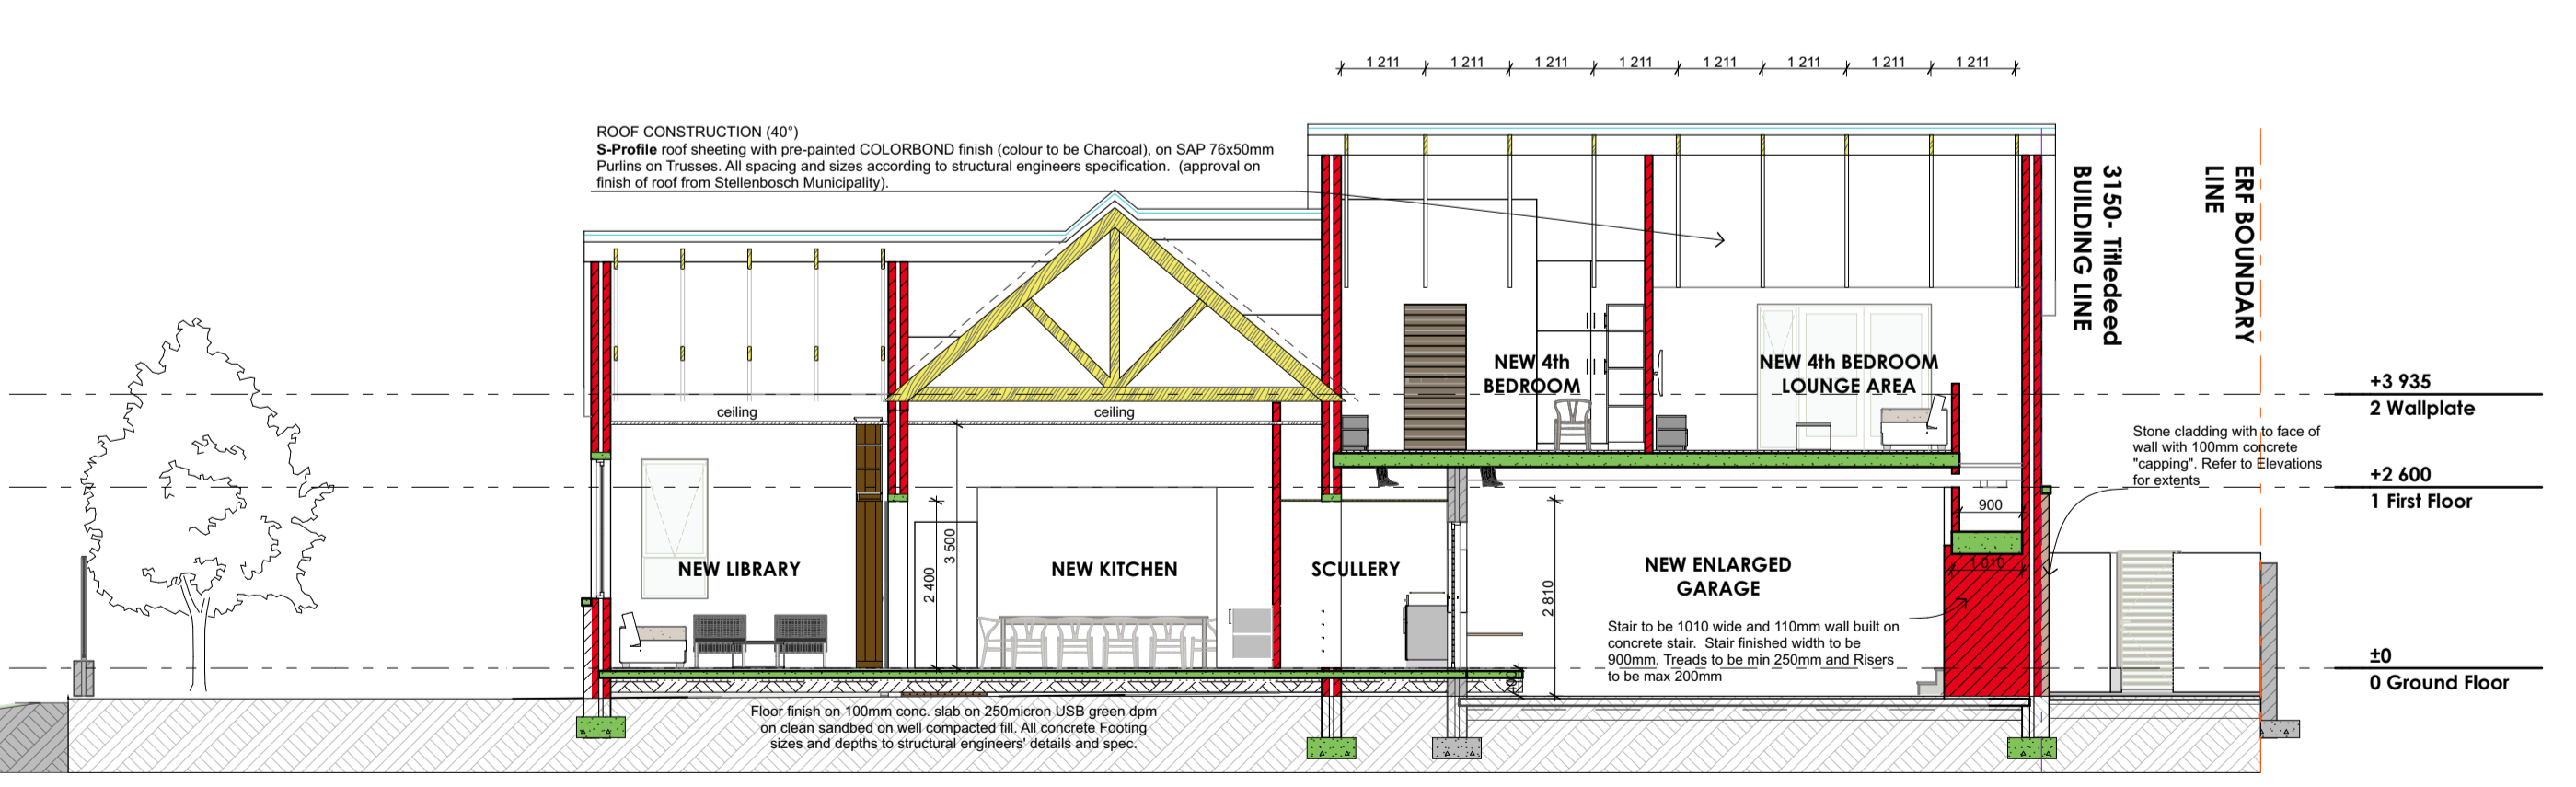 1 211 1 211 1 211 1 211 1 211 1 211 1 211 1 211
ROOF CONSTRUCTION (40°)
S-Profile roof sheeting with pre-painted COLORBOND finish (colour to be Charcoal), on SAP 76x50mm
Purlins on Trusses. All spacing and sizes according to structural engineers specification. (approval on
finish of roof from Stellenbosch Municipality).
3150- Titledeed
BUILDING LINE
ERF BOUNDARY
LINE
NEW 4th
BEDROOM
NEW 4th BEDROOM
LOUNGE AREA
+3 935
2 Wallplate
ceiling
ceiling
Stone cladding with to face of
wall with 100mm concrete
"capping". Refer to Elevations
for extents
+2 600
1 First Floor
900
1 010
NEW LIBRARY
2 400
3 500
NEW KITCHEN
SCULLERY
2 810
NEW ENLARGED
GARAGE
Stair to be 1010 wide and 110mm wall built on
concrete stair. Stair finished width to be
900mm. Treads to be min 250mm and Risers
to be max 200mm
400
±0
0 Ground Floor
Floor finish on 100mm conc. slab on 250micron USB green dpm
on clean sandbed on well compacted fill. All concrete Footing
sizes and depths to structural engineers' details and spec.